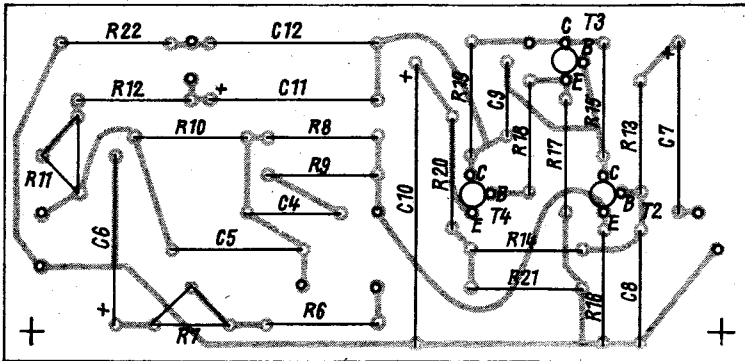 R22 C12 C T3
B
+ E
R12 + C11 R19 C9 R18 R17 R15 R13 + C7
R10 R8
R11 R9 C10 R20
C C
C4 B B
E T4 E T2
C6 C5 R14
R21 R16 C8
+ R7 R6
+ +